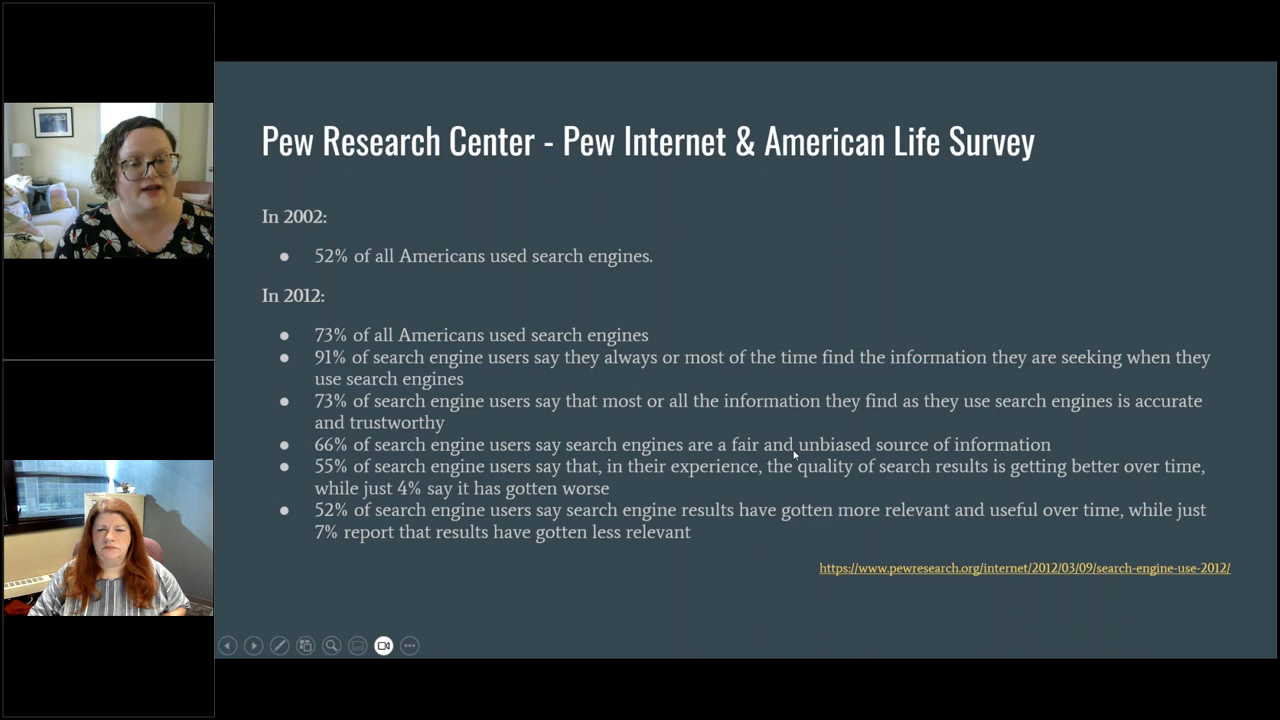 Pew Research Center - Pew Internet & American Life Survey
In 2002:
● 52% of all Americans used search engines.
In 2012:
● 73% of all Americans used search engines
● 91% of search engine users say they always or most of the time find the information they are seeking when they
use search engines
● 73% of search engine users say that most or all the information they find as they use search engines is accurate
and trustworthy
● 66% of search engine users say search engines are a fair and unbiased source of information
● 55% of search engine users say that, in their experience, the quality of search results is getting better over time,
while just 4% say it has gotten worse
● 52% of search engine users say search engine results have gotten more relevant and useful over time, while just
7% report that results have gotten less relevant
https://www.pewresearch.org/internet/2012/03/09/search-engine-use-2012/